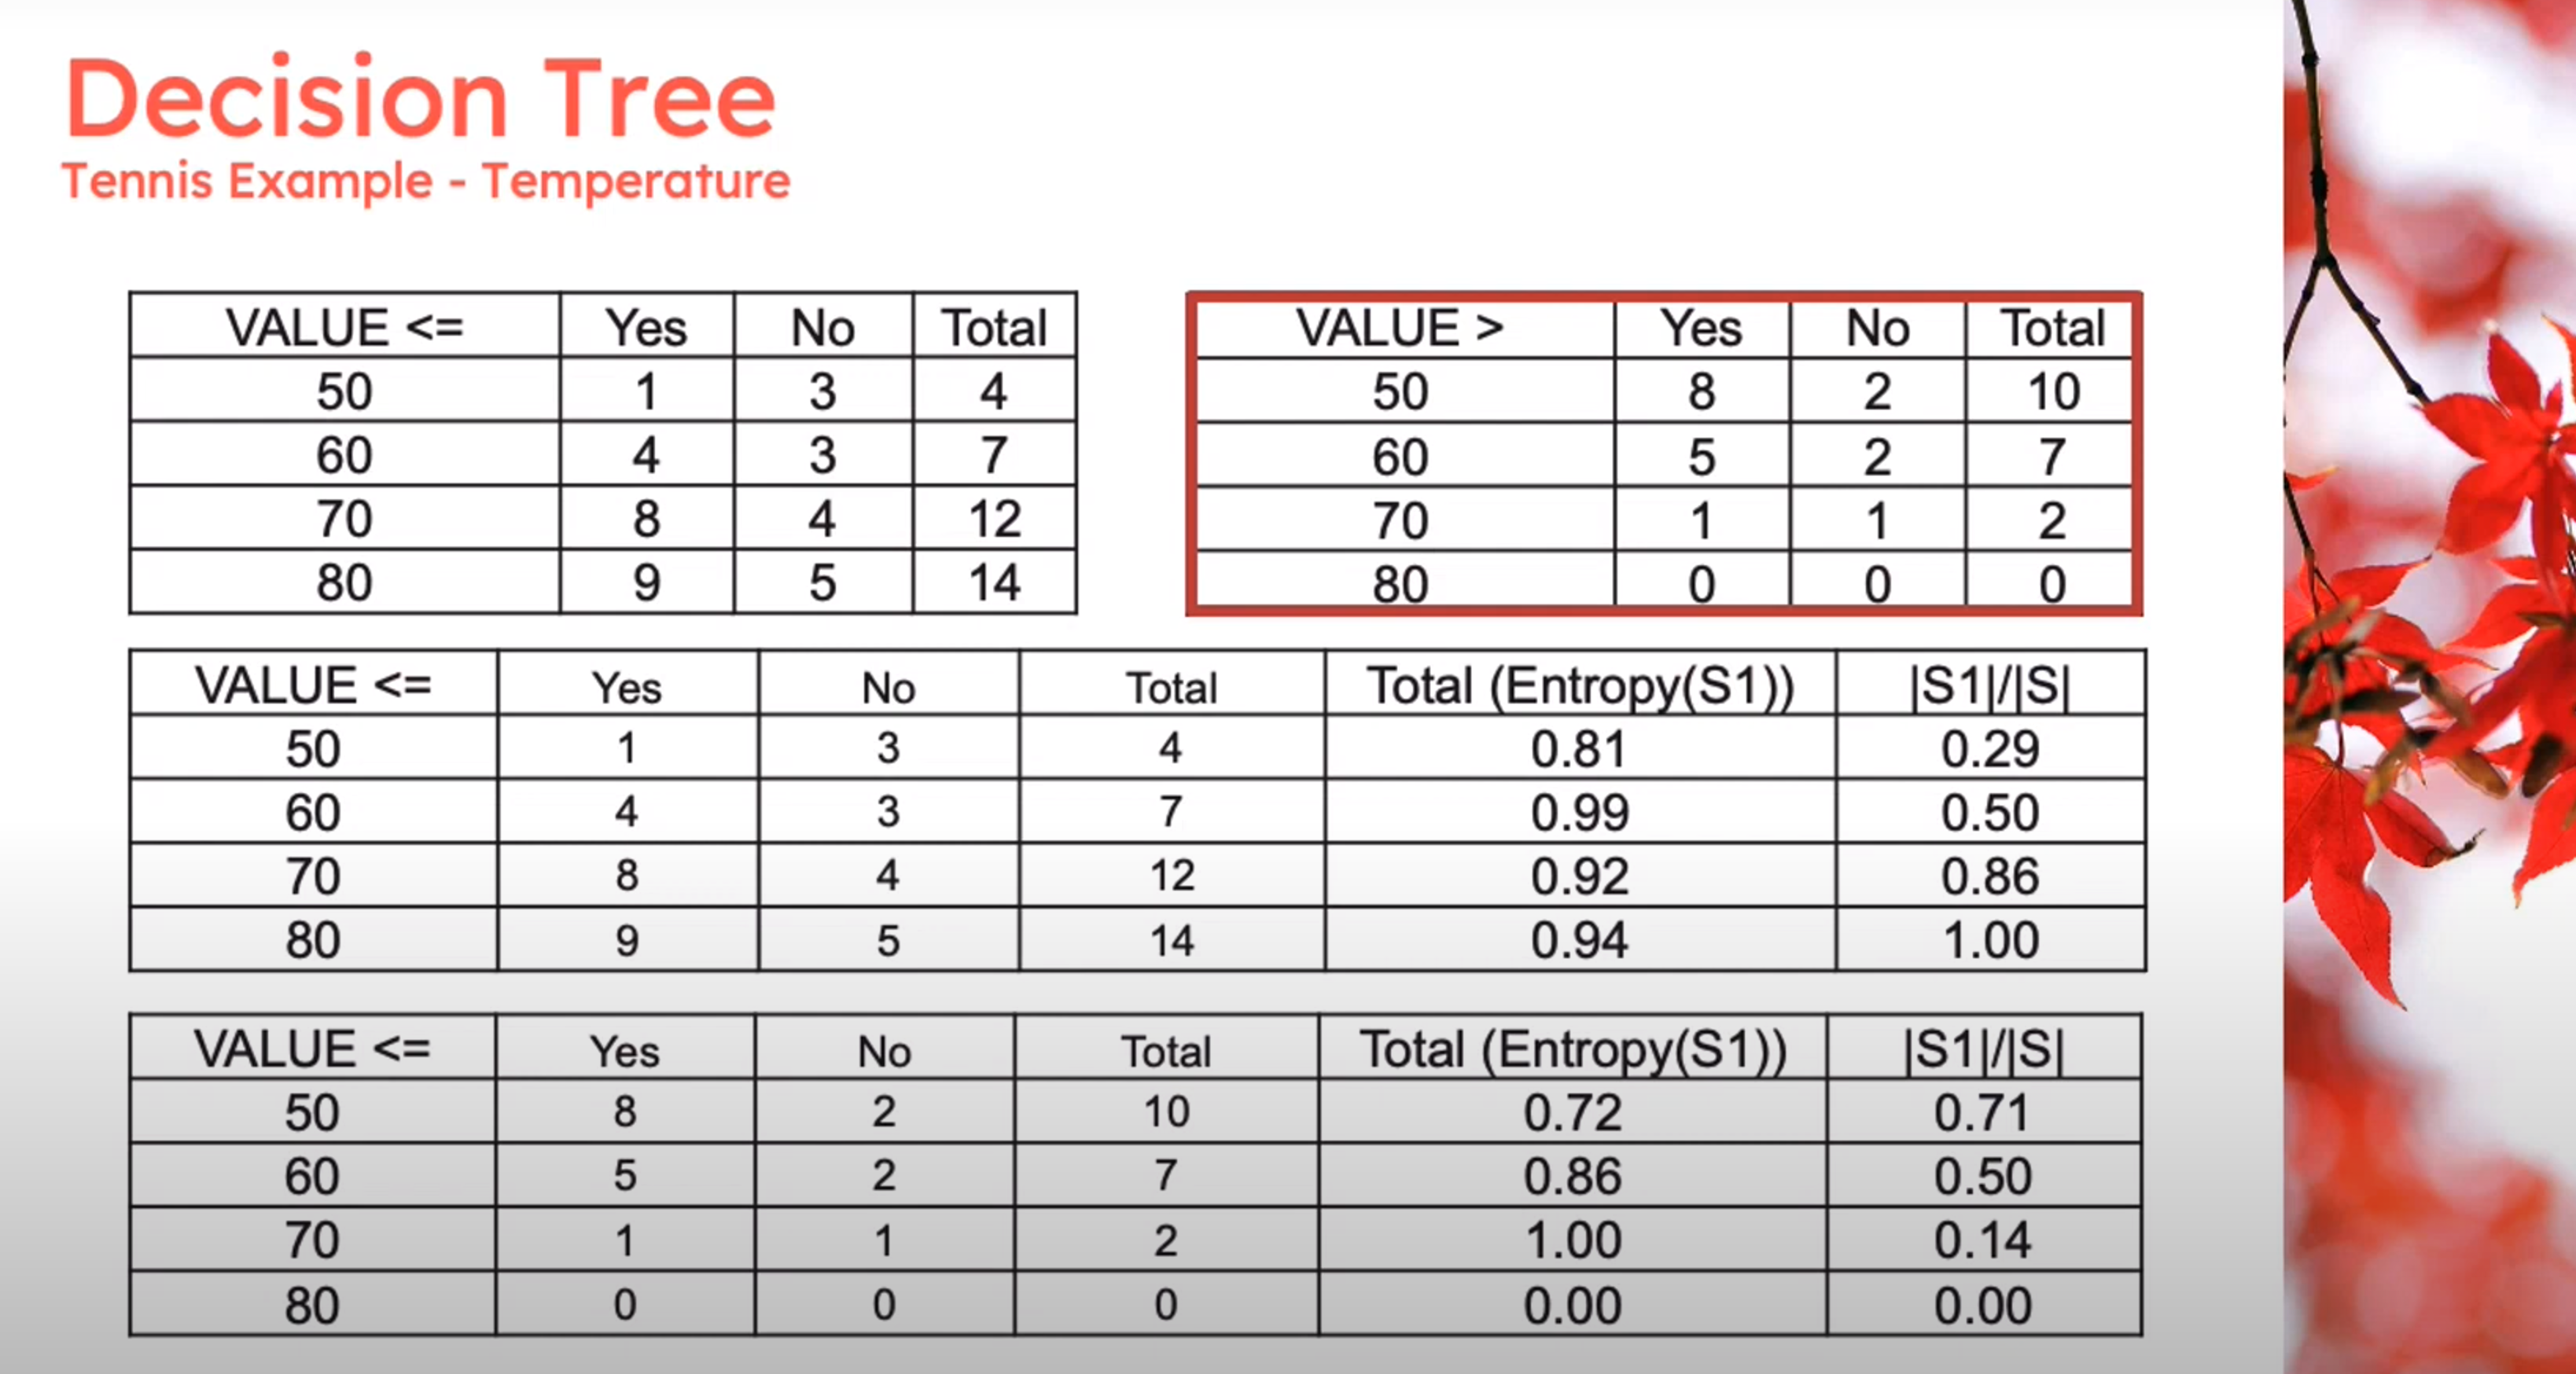 Decision Tree
Tennis Example - Temperature
VALUE <= Yes No Total
50 1 3 4
60 4 3 7
70 8 4 12
80 9 5 14
VALUE > Yes No Total
50 8 2 10
60 5 2 7
70 1 1 2
80 0 0 0
VALUE <= Yes No Total Total (Entropy(S1)) |S1|/|S|
50 1 3 4 0.81 0.29
60 4 3 7 0.99 0.50
70 8 4 12 0.92 0.86
80 9 5 14 0.94 1.00
VALUE <= Yes No Total Total (Entropy(S1)) |S1|/|S|
50 8 2 10 0.72 0.71
60 5 2 7 0.86 0.50
70 1 1 2 1.00 0.14
80 0 0 0 0.00 0.00